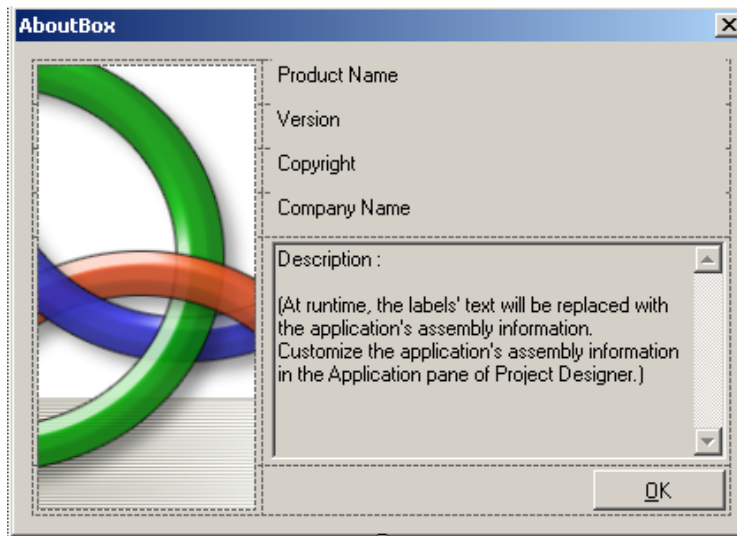 AboutBox
Product Name
Version
Copyright
Company Name
Description :
(At runtime, the labels' text will be replaced with
the application's assembly information.
Customize the application's assembly information
in the Application pane of Project Designer.)
OK